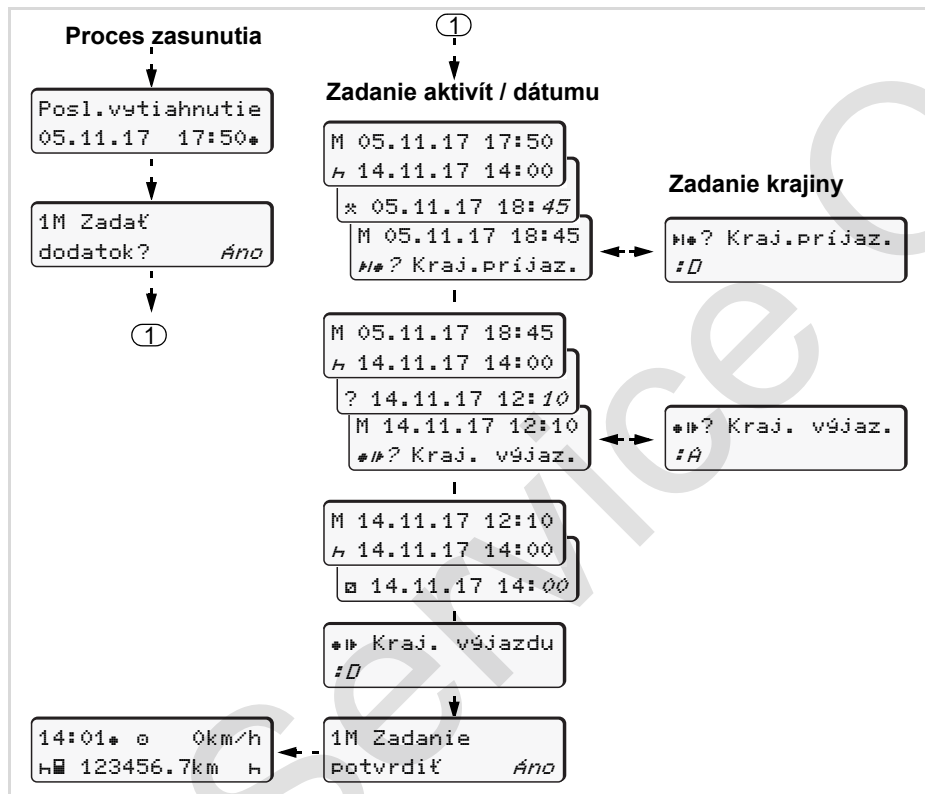 Proces zasunutia
Posl.vytiahnutie
05.11.17 17:50
1M Zadať
dodatok? Áno
1
1
Zadanie aktivít / dátumu
M 05.11.17 17:50
14.11.17 14:00
05.11.17 18:45
M 05.11.17 18:45
? Kraj.príjaz.
Zadanie krajiny
? Kraj.príjaz.
:D
M 05.11.17 18:45
14.11.17 14:00
? 14.11.17 12:10
M 14.11.17 12:10
? Kraj. výjaz.
? Kraj. výjaz.
:A
M 14.11.17 12:10
14.11.17 14:00
14.11.17 14:00
Kraj. výjazdu
:D
1M Zadanie
potvrdiť Áno
14:01 0km/h
123456.7km
Service